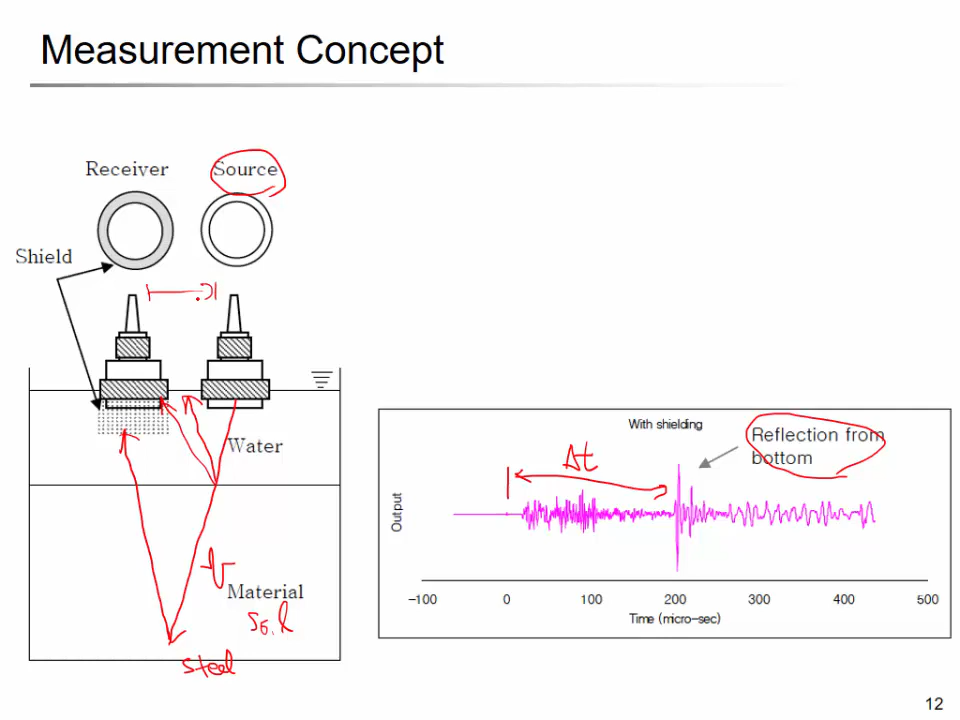 Measurement Concept
Receiver
Source
Shield
Water
Material
Soil
steel
With shielding
Reflection from
bottom
Δt
Output
-100
0
100
200
300
400
500
Time (micro-sec)
12